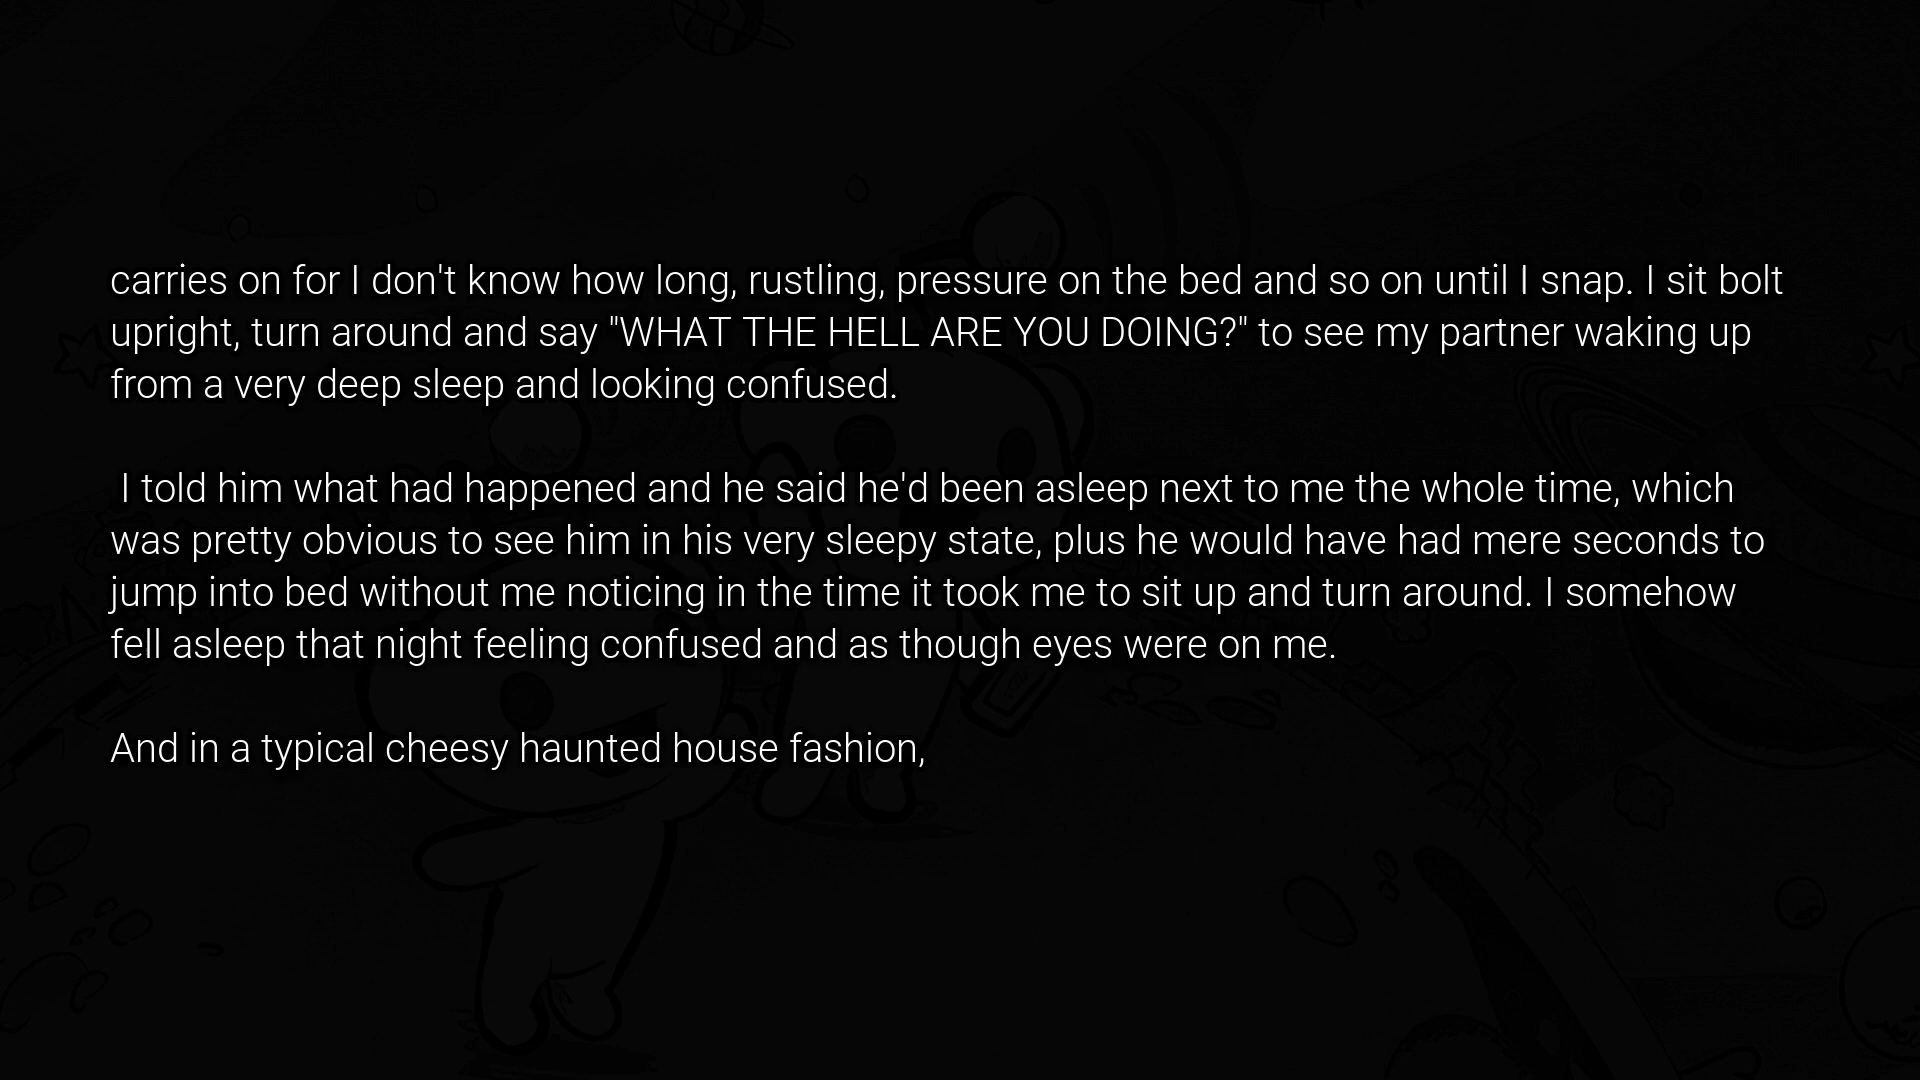 carries on for I don't know how long, rustling, pressure on the bed and so on until I snap. I sit bolt
upright, turn around and say "WHAT THE HELL ARE YOU DOING?" to see my partner waking up
from a very deep sleep and looking confused.
I told him what had happened and he said he'd been asleep next to me the whole time, which
was pretty obvious to see him in his very sleepy state, plus he would have had mere seconds to
jump into bed without me noticing in the time it took me to sit up and turn around. I somehow
fell asleep that night feeling confused and as though eyes were on me.
And in a typical cheesy haunted house fashion,